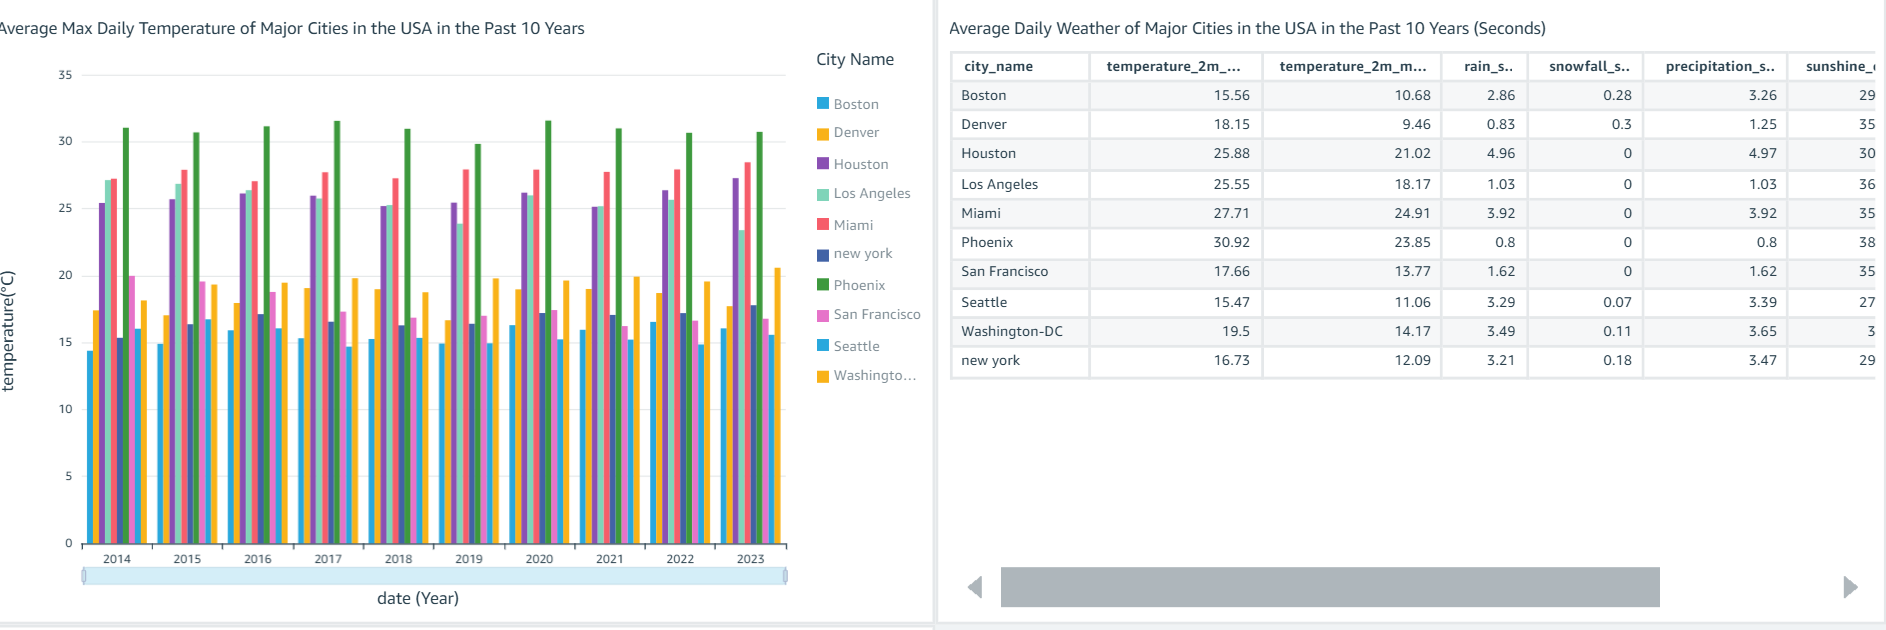 Average Max Daily Temperature of Major Cities in the USA in the Past 10 Years
temperature(°C)
35
30
25
20
15
10
5
0
2014 2015 2016 2017 2018 2019 2020 2021 2022 2023
date (Year)
City Name
Boston
Denver
Houston
Los Angeles
Miami
new york
Phoenix
San Francisco
Seattle
Washingto...
Average Daily Weather of Major Cities in the USA in the Past 10 Years (Seconds)
city_name temperature_2m_... temperature_2m_m... rain_s.. snowfall_s.. precipitation_s.. sunshine_
Boston 15.56 10.68 2.86 0.28 3.26 29
Denver 18.15 9.46 0.83 0.3 1.25 35
Houston 25.88 21.02 4.96 0 4.97 30
Los Angeles 25.55 18.17 1.03 0 1.03 36
Miami 27.71 24.91 3.92 0 3.92 35
Phoenix 30.92 23.85 0.8 0 0.8 38
San Francisco 17.66 13.77 1.62 0 1.62 35
Seattle 15.47 11.06 3.29 0.07 3.39 27
Washington-DC 19.5 14.17 3.49 0.11 3.65 3
new york 16.73 12.09 3.21 0.18 3.47 29